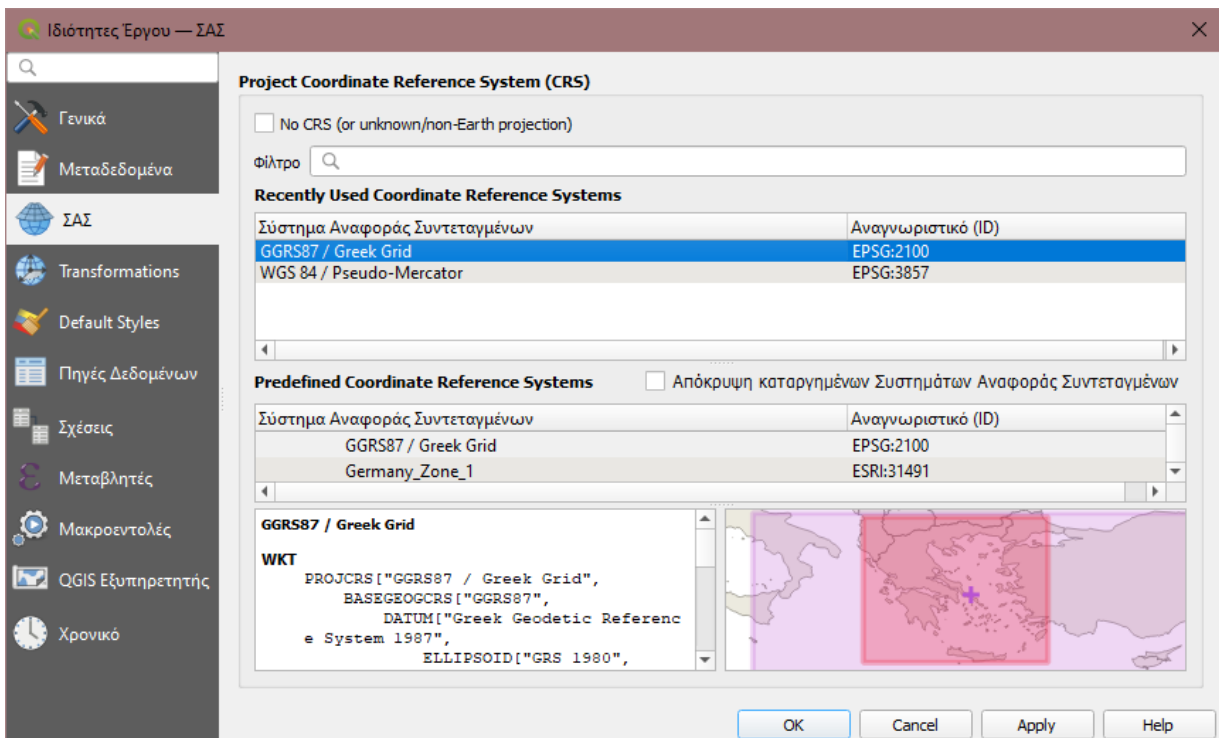 Ιδιότητες Έργου — ΣΑΣ
Γενικά
Μεταδεδομένα
ΣΑΣ
Transformations
Default Styles
Πηγές Δεδομένων
Σχέσεις
Μεταβλητές
Μακροεντολές
QGIS Εξυπηρετητής
Χρονικό
Project Coordinate Reference System (CRS)
No CRS (or unknown/non-Earth projection)
Φίλτρο
Recently Used Coordinate Reference Systems
Σύστημα Αναφοράς Συντεταγμένων Αναγνωριστικό (ID)
GGRS87 / Greek Grid EPSG:2100
WGS 84 / Pseudo-Mercator EPSG:3857
Predefined Coordinate Reference Systems Απόκρυψη καταργημένων Συστημάτων Αναφοράς Συντεταγμένων
Σύστημα Αναφοράς Συντεταγμένων Αναγνωριστικό (ID)
GGRS87 / Greek Grid EPSG:2100
Germany_Zone_1 ESRI:31491
GGRS87 / Greek Grid
WKT
PROJCRS["GGRS87 / Greek Grid",
BASEGEOGCRS["GGRS87",
DATUM["Greek Geodetic Referenc
e System 1987",
ELLIPSOID["GRS 1980",
OK Cancel Apply Help